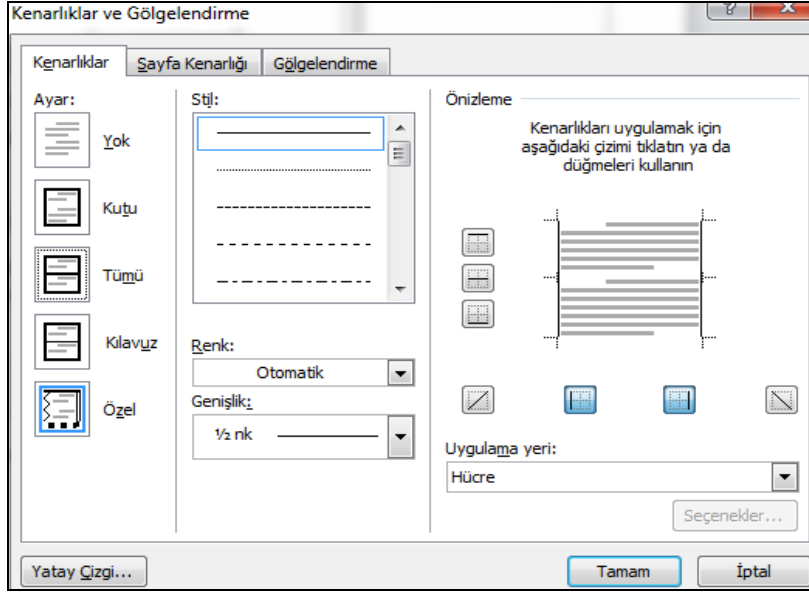 Kenarlıklar ve Gölgelendirme
Kenarlıklar
Sayfa Kenarlığı
Gölgelendirme
Ayar:
Yok
Kutu
Tümü
Kılavuz
Özel
Stil:
Renk:
Otomatik
Genişlik:
½ nk
Önizleme
Kenarlıkları uygulamak için
aşağıdaki çizimi tıklatın ya da
düğmeleri kullanın
Uygulama yeri:
Hücre
Seçenekler...
Yatay Çizgi...
Tamam
İptal